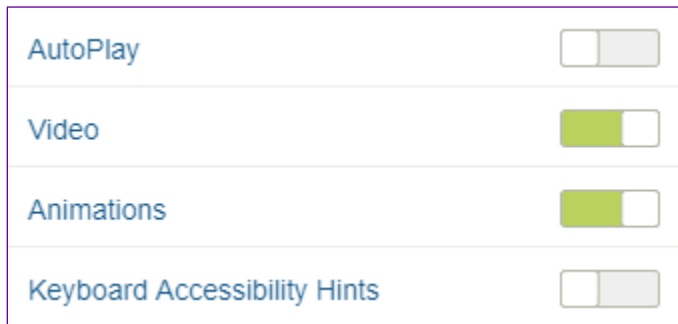 AutoPlay
Video
Animations
Keyboard Accessibility Hints